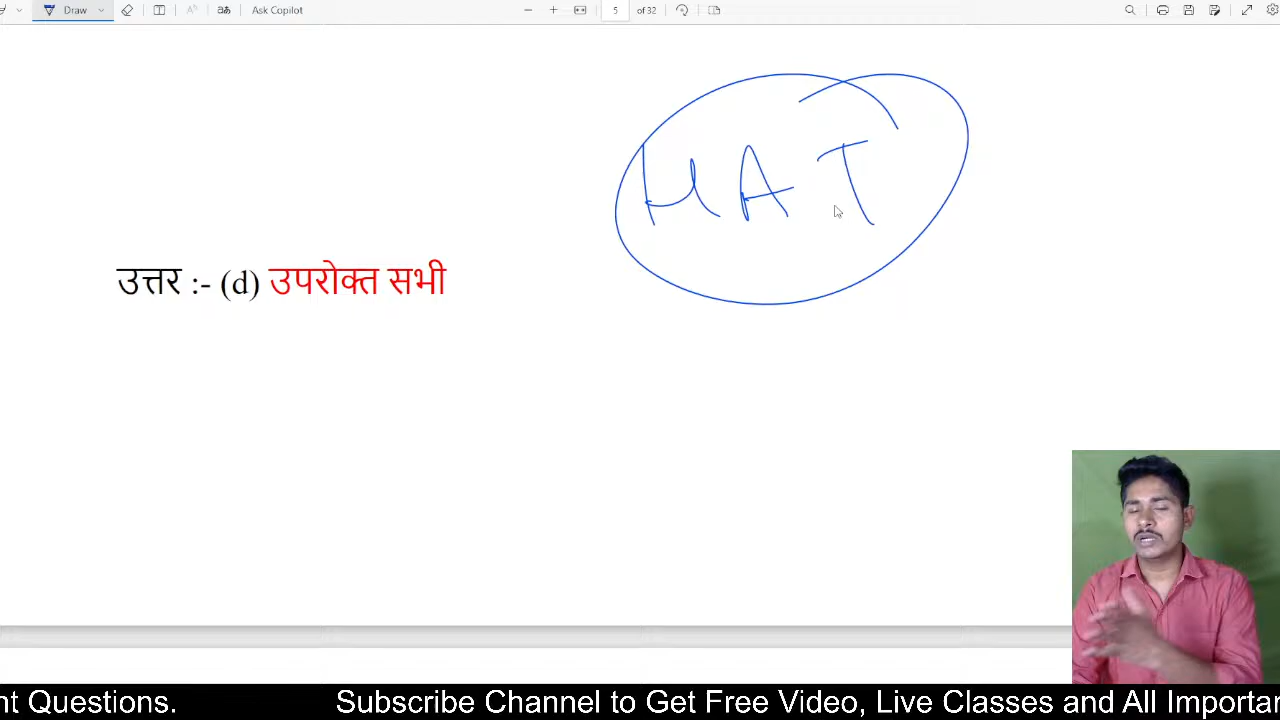 Draw
Ask Copilot
5 of 32
HAT
उत्तर :- (d) उपरोक्त सभी
nt Questions. Subscribe Channel to Get Free Video, Live Classes and All Importa